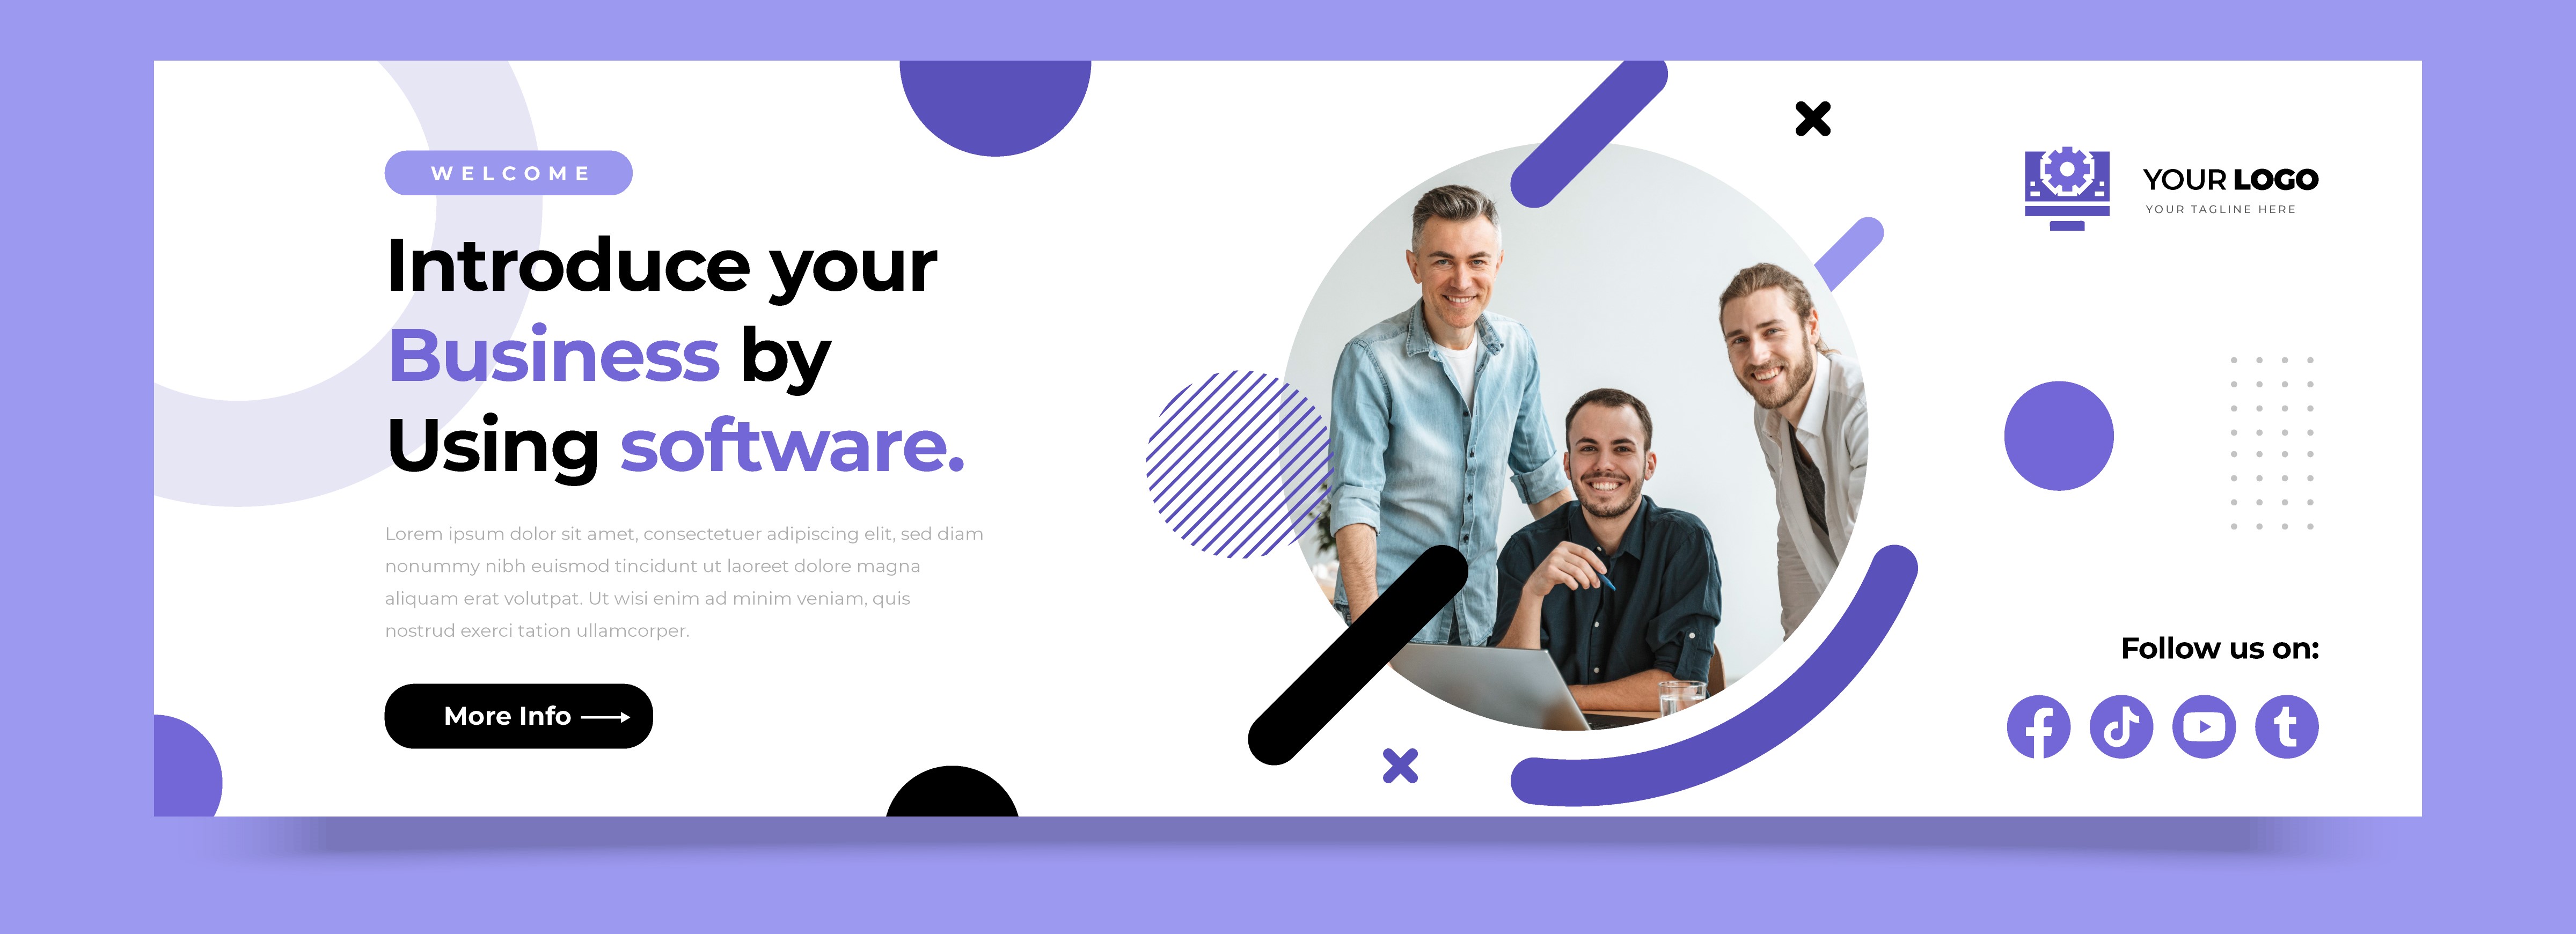 WELCOME
Introduce your
Business by
Using software.
Lorem ipsum dolor sit amet, consectetuer adipiscing elit, sed diam
nonummy nibh euismod tincidunt ut laoreet dolore magna
aliquam erat volutpat. Ut wisi enim ad minim veniam, quis
nostrud exerci tation ullamcorper.
More Info
YOUR LOGO
YOUR TAGLINE HERE
Follow us on: